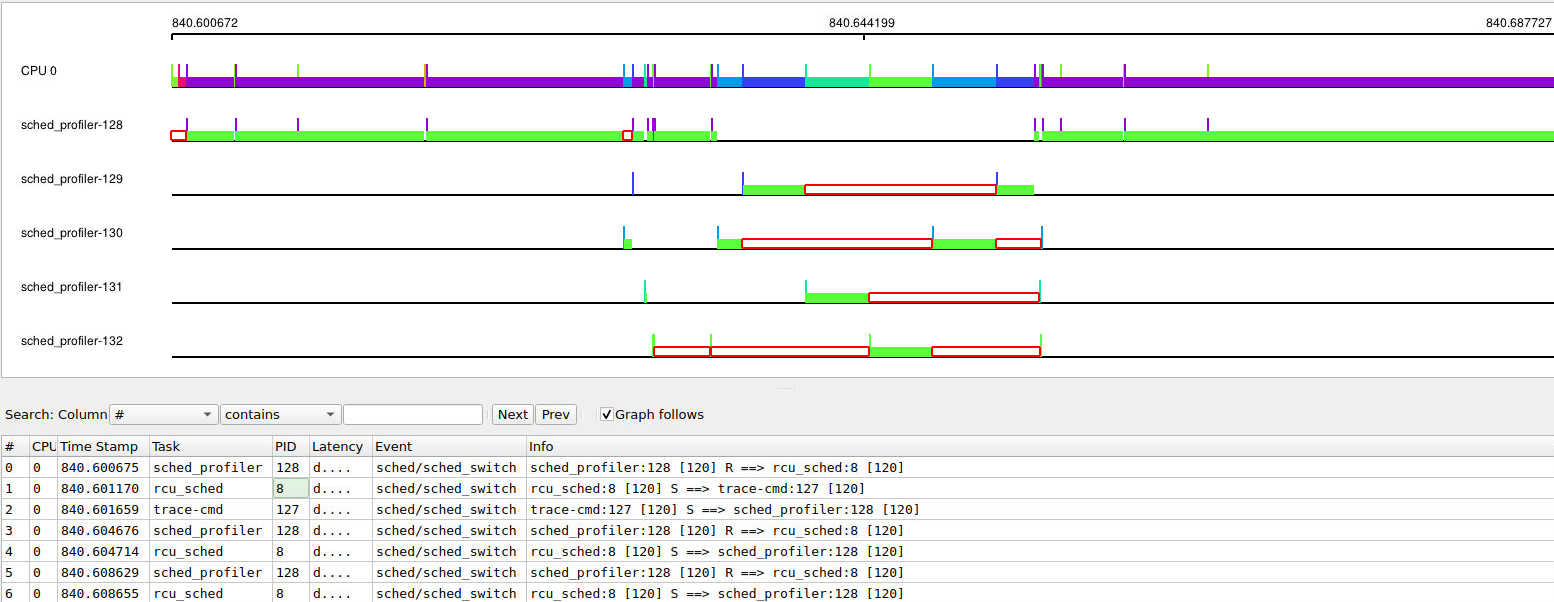 840.600672 840.644199 840.687727
CPU 0
sched_profiler-128
sched_profiler-129
sched_profiler-130
sched_profiler-131
sched_profiler-132
Search: Column # contains Next Prev Graph follows
# CPU Time Stamp Task PID Latency Event Info
0 0 840.600675 sched_profiler 128 d.... sched/sched_switch sched_profiler:128 [120] R ==> rcu_sched:8 [120]
1 0 840.601170 rcu_sched 8 d.... sched/sched_switch rcu_sched:8 [120] S ==> trace-cmd:127 [120]
2 0 840.601659 trace-cmd 127 d.... sched/sched_switch trace-cmd:127 [120] S ==> sched_profiler:128 [120]
3 0 840.604676 sched_profiler 128 d.... sched/sched_switch sched_profiler:128 [120] R ==> rcu_sched:8 [120]
4 0 840.604714 rcu_sched 8 d.... sched/sched_switch rcu_sched:8 [120] S ==> sched_profiler:128 [120]
5 0 840.608629 sched_profiler 128 d.... sched/sched_switch sched_profiler:128 [120] R ==> rcu_sched:8 [120]
6 0 840.608655 rcu_sched 8 d.... sched/sched_switch rcu_sched:8 [120] S ==> sched_profiler:128 [120]